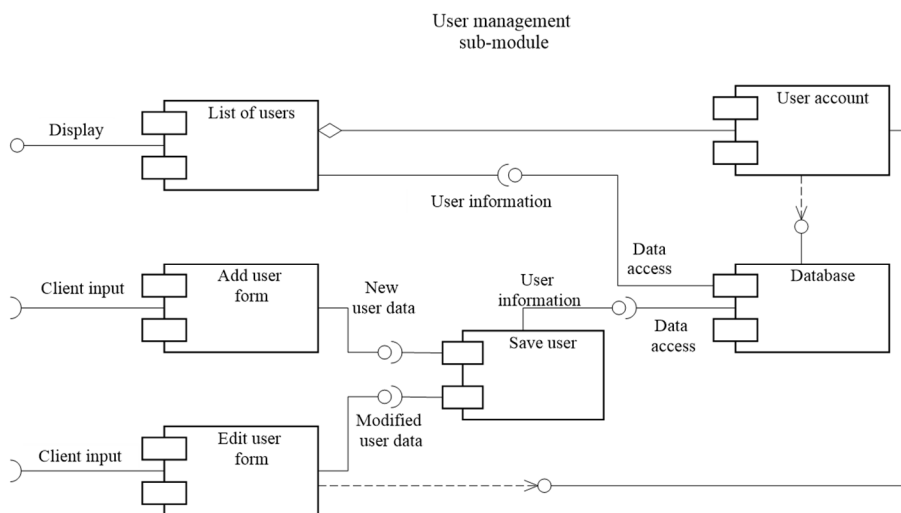 User management
sub-module
List of users
User account
Display
User information
Data
access
Database
Client input
Add user
form
New
user data
User
information
Data
access
Save user
Modified
user data
Client input
Edit user
form